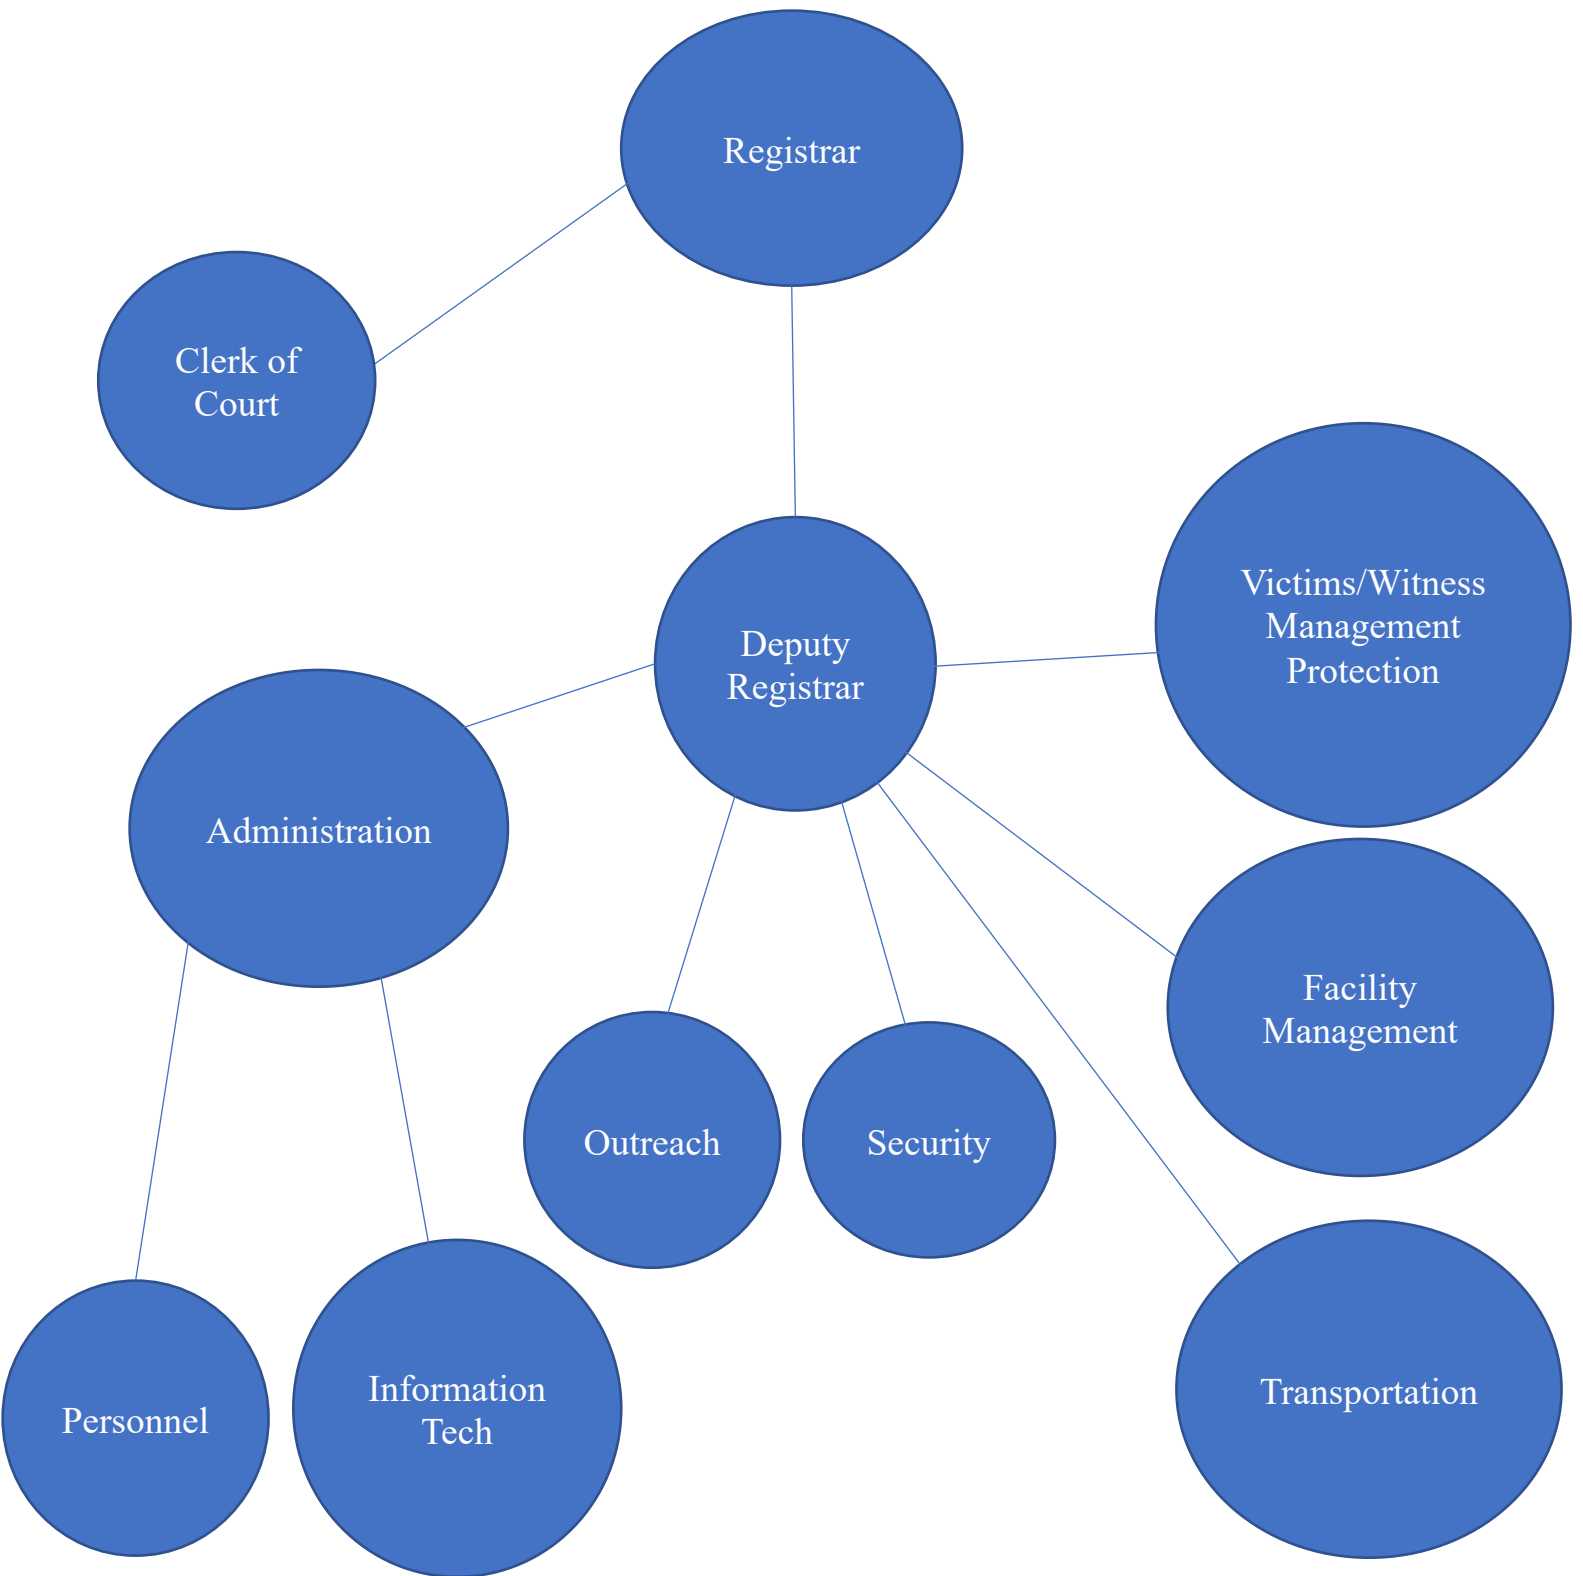 Registrar
Clerk of
Court
Deputy
Registrar
Victims/Witness
Management
Protection
Administration
Facility
Management
Outreach
Security
Personnel
Information
Tech
Transportation